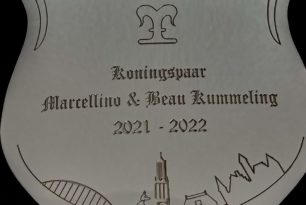 Koningspaar
Marcellino & Beau Kummeling
2021 - 2022